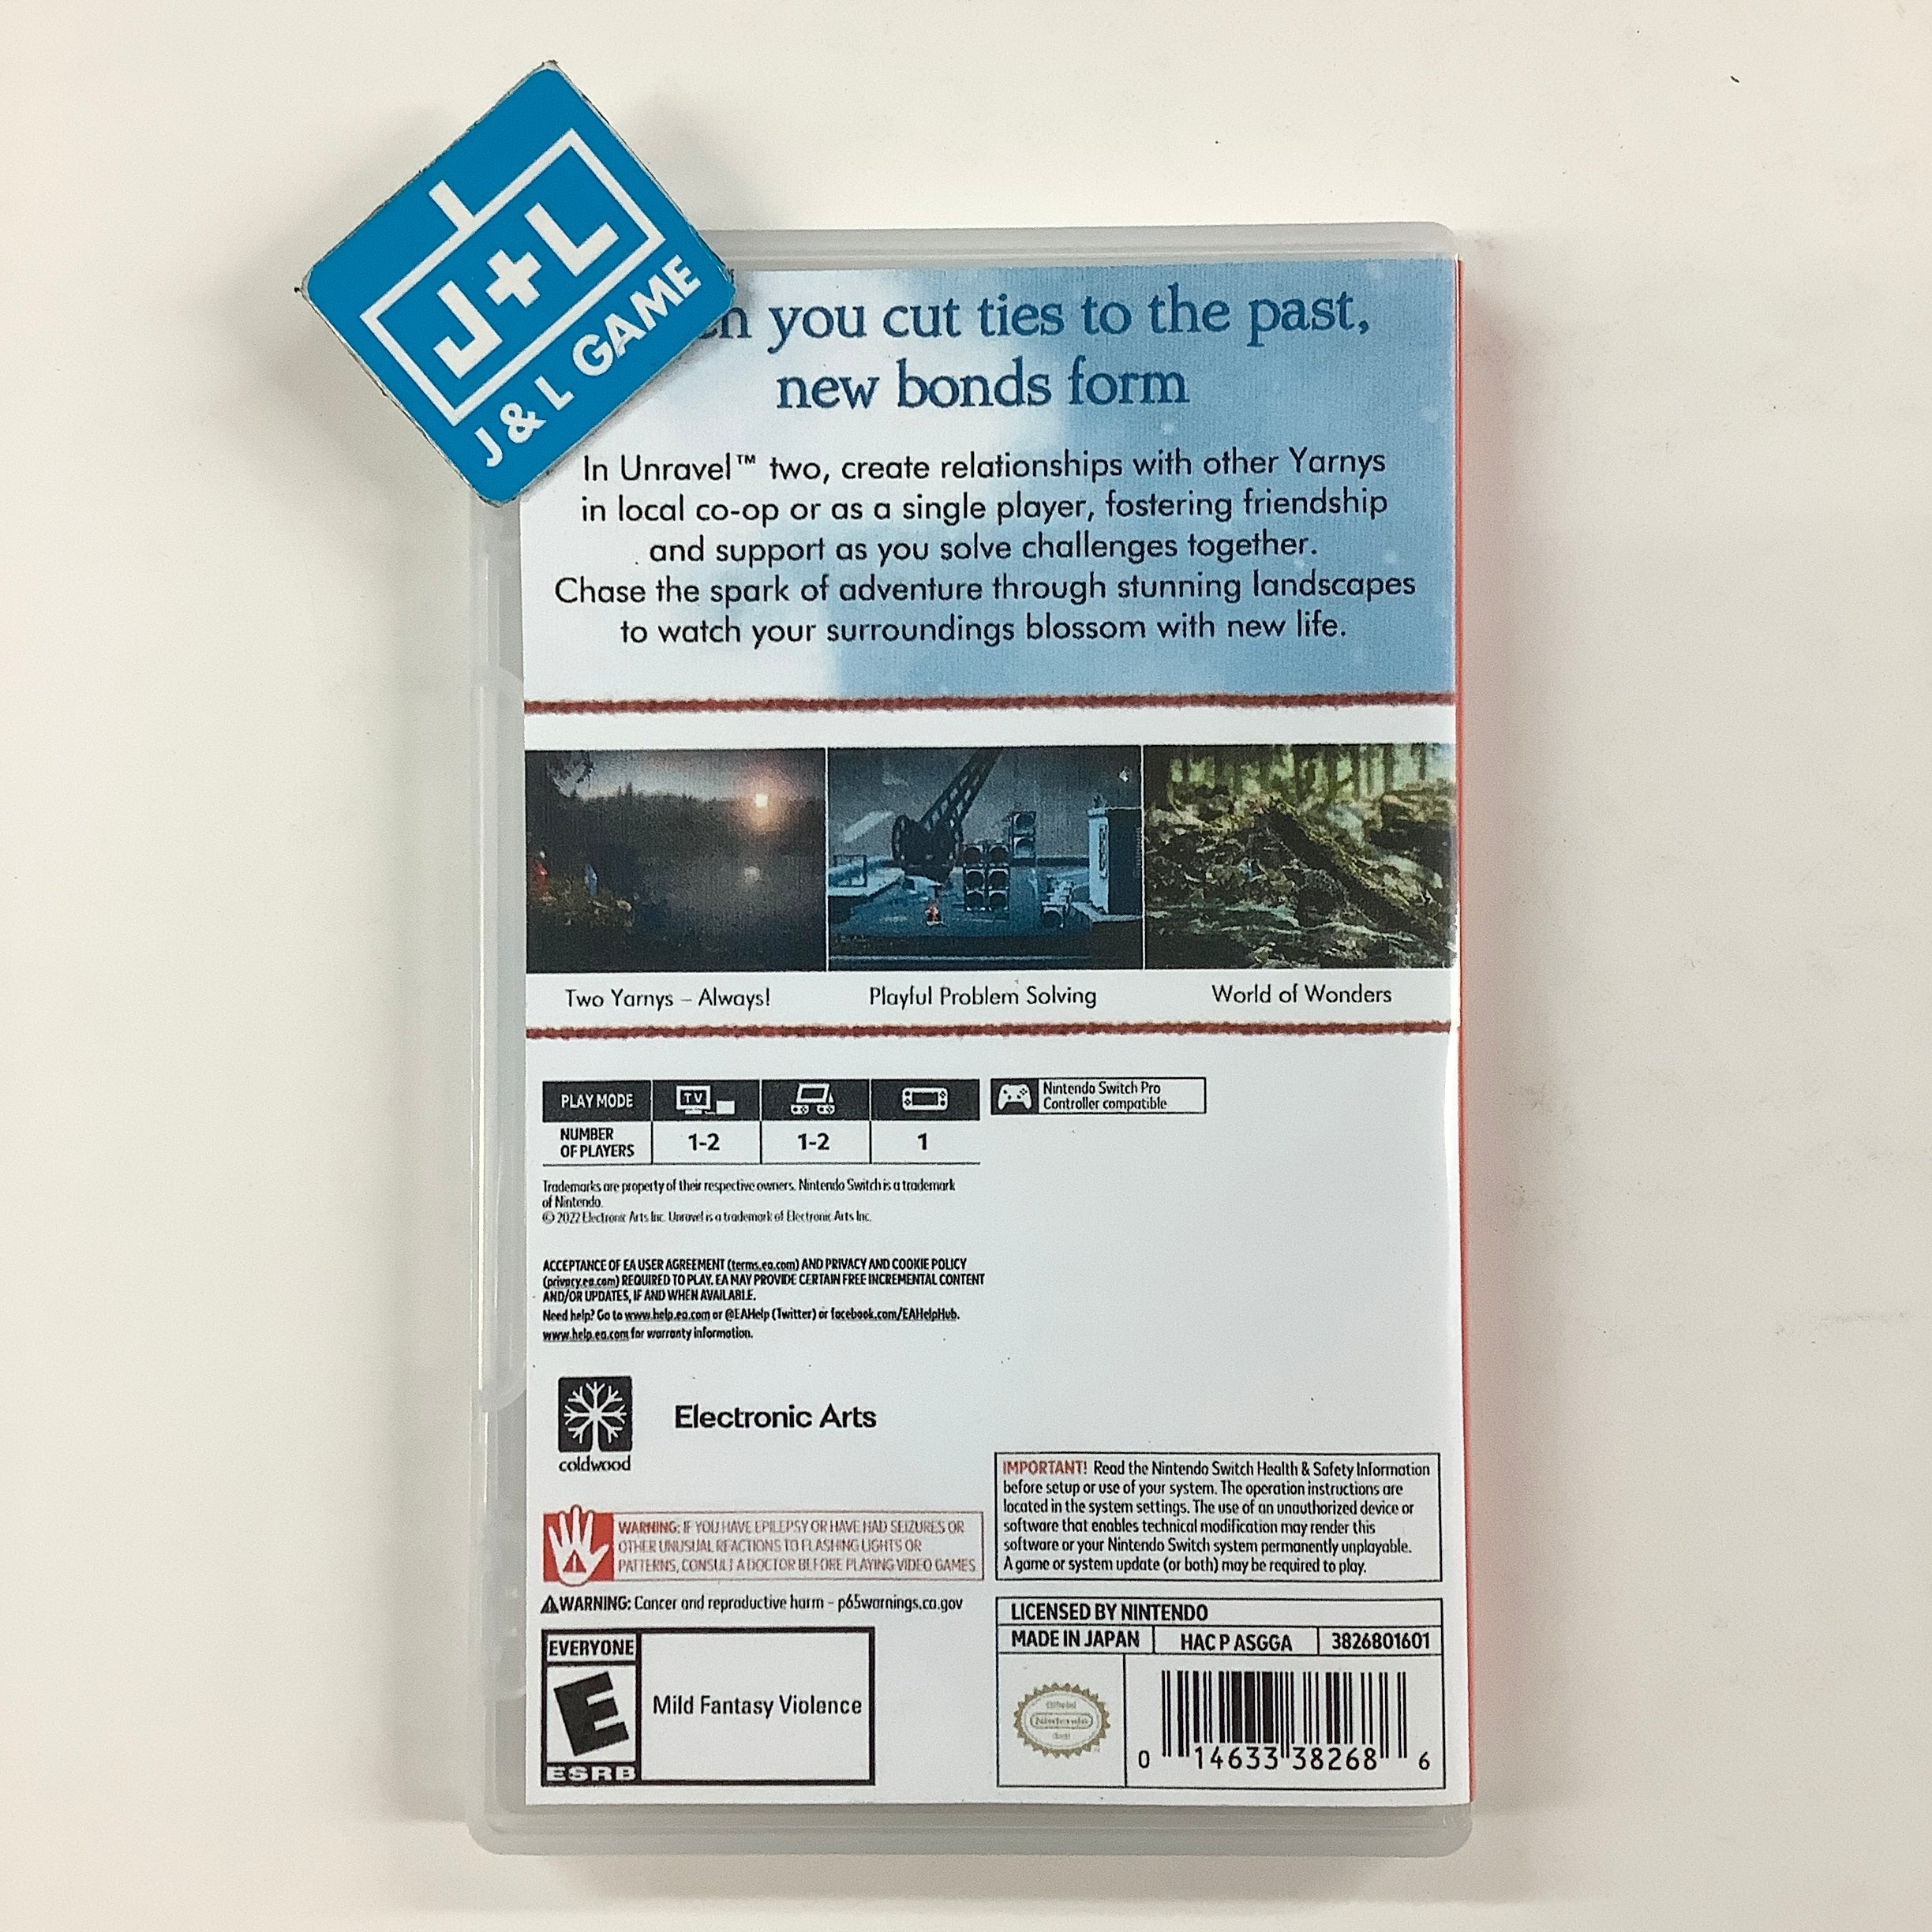 J+L
J & L GAME
you cut ties to the past,
new bonds form
In Unravel™ two, create relationships with other Yarnys
in local co-op or as a single player, fostering friendship
and support as you solve challenges together.
Chase the spark of adventure through stunning landscapes
to watch your surroundings blossom with new life.
Two Yarnys – Always!
Playful Problem Solving
World of Wonders
PLAY MODE
TV
Nintendo Switch Pro
Controller compatible
NUMBER
OF PLAYERS
1-2
1-2
1
Trademarks are property of their respective owners. Nintendo Switch is a trademark
of Nintendo.
© 2022 Electronic Arts Inc. Unravel is a trademark of Electronic Arts Inc.
ACCEPTANCE OF EA USER AGREEMENT (terms.ea.com) AND PRIVACY AND COOKIE POLICY
(privacy.ea.com) REQUIRED TO PLAY. EA MAY PROVIDE CERTAIN FREE INCREMENTAL CONTENT
AND/OR UPDATES, IF AND WHEN AVAILABLE.
Need help? Go to www.help.ea.com or @EAHelp (Twitter) or facebook.com/EAHelpHub.
www.help.ea.com for warranty information.
coldwood
Electronic Arts
WARNING: IF YOU HAVE EPILEPSY OR HAVE HAD SEIZURES OR
OTHER UNUSUAL REACTIONS TO FLASHING LIGHTS OR
PATTERNS, CONSULT A DOCTOR BEFORE PLAYING VIDEO GAMES
WARNING: Cancer and reproductive harm – p65warnings.ca.gov
EVERYONE
E
ESRB
Mild Fantasy Violence
IMPORTANT! Read the Nintendo Switch Health & Safety Information
before setup or use of your system. The operation instructions are
located in the system settings. The use of an unauthorized device or
software that enables technical modification may render this
software or your Nintendo Switch system permanently unplayable.
A game or system update (or both) may be required to play.
LICENSED BY NINTENDO
MADE IN JAPAN
HAC P ASGGA
3826801601
Official
Nintendo
Seal
0 14633 38268 6